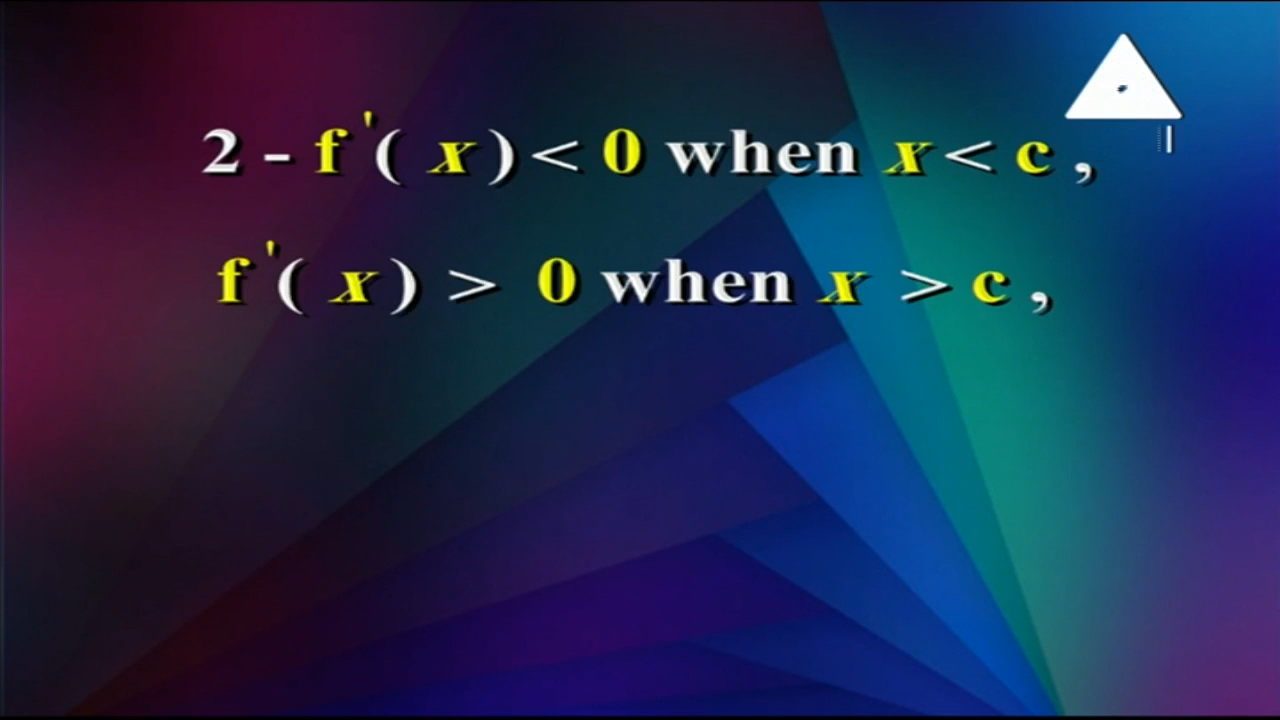 2 - f '( x ) < 0 when x < c ,
f '( x ) > 0 when x > c ,